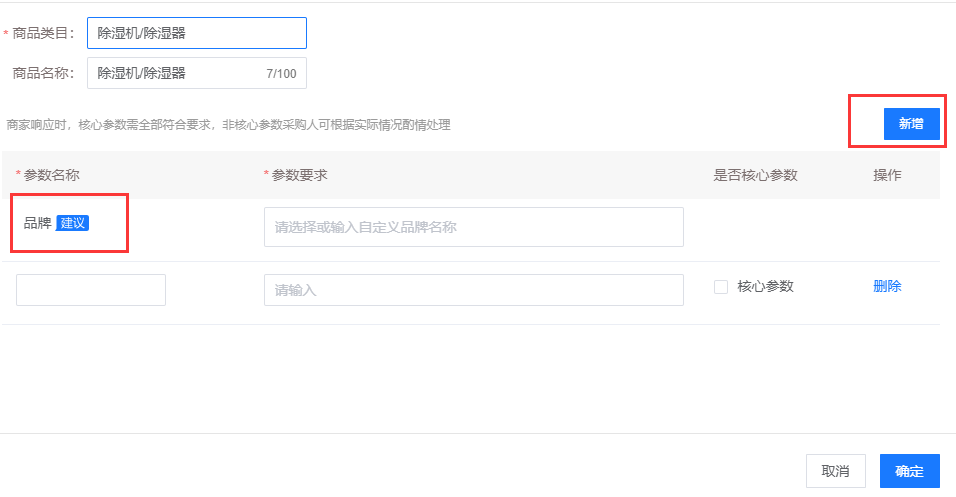 * 商品类目： 除湿机/除湿器
商品名称： 除湿机/除湿器 7/100
商家响应时，核心参数需全部符合要求，非核心参数采购人可根据实际情况酌情处理 新增
* 参数名称 * 参数要求 是否核心参数 操作
品牌 建议 请选择或输入自定义品牌名称
请输入 核心参数 删除
取消 确定